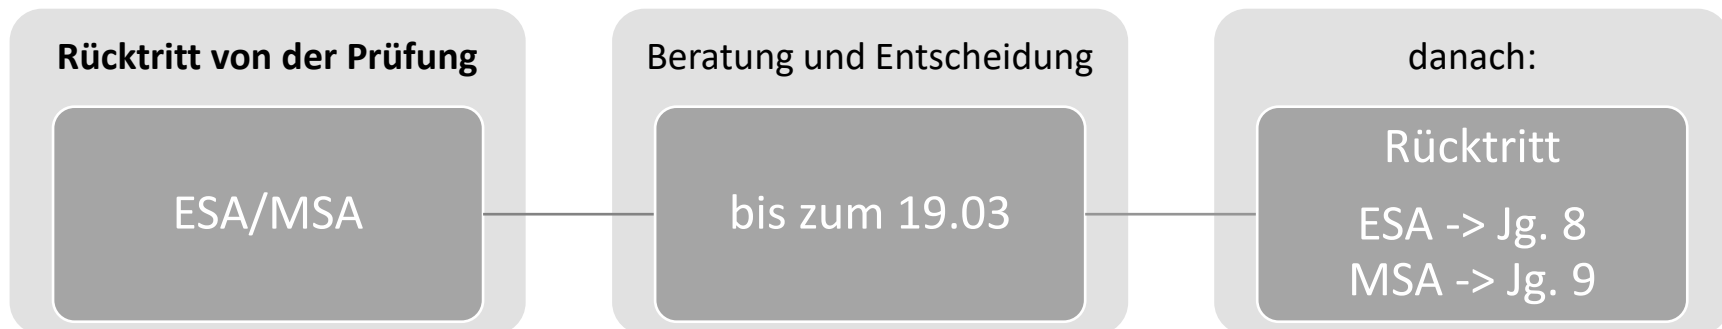 Rücktritt von der Prüfung
ESA/MSA
Beratung und Entscheidung
bis zum 19.03
danach:
Rücktritt
ESA -> Jg. 8
MSA -> Jg. 9